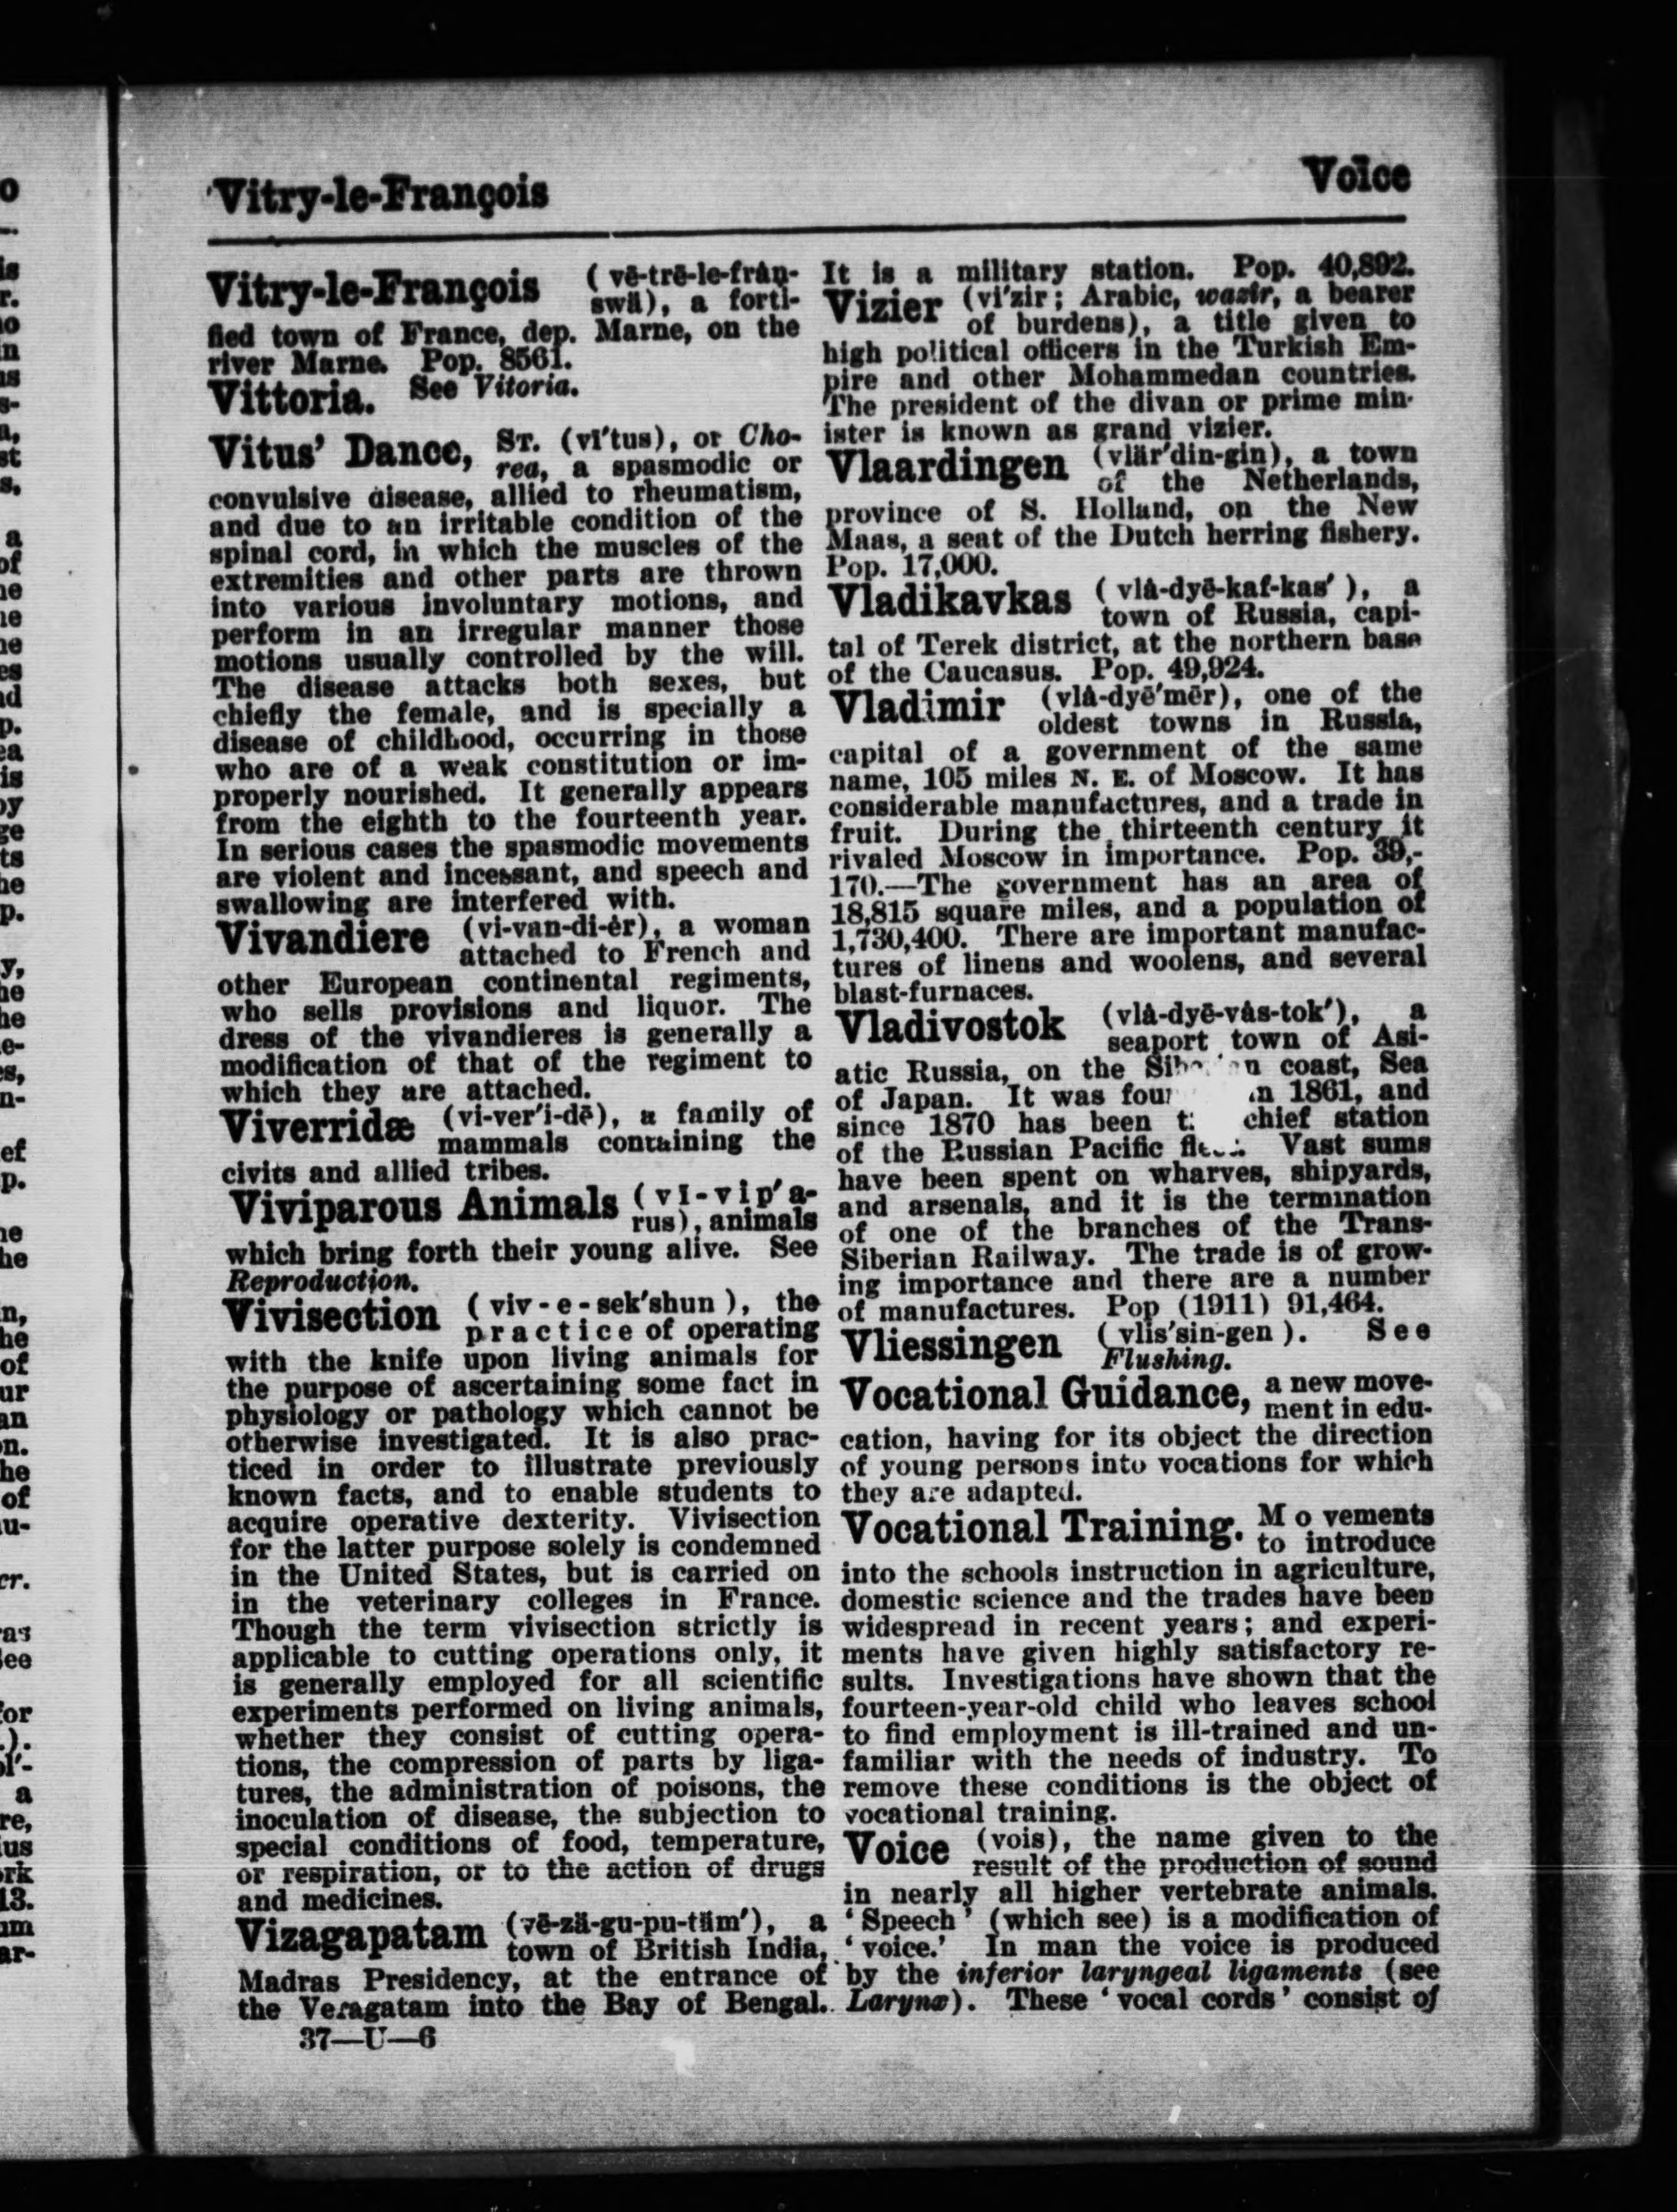 Vitry-le-François
Voice
Vitry-le-François (vē-trē-le-fräṇ-
swä), a forti-
fied town of France, dep. Marne, on the
river Marne. Pop. 8561.
Vittoria. See Vitoria.
Vitus' Dance, ST. (vī'tus), or Cho-
rea, a spasmodic or
convulsive disease, allied to rheumatism,
and due to an irritable condition of the
spinal cord, in which the muscles of the
extremities and other parts are thrown
into various involuntary motions, and
perform in an irregular manner those
motions usually controlled by the will.
The disease attacks both sexes, but
chiefly the female, and is specially a
disease of childhood, occurring in those
who are of a weak constitution or im-
properly nourished. It generally appears
from the eighth to the fourteenth year.
In serious cases the spasmodic movements
are violent and incessant, and speech and
swallowing are interfered with.
Vivandiere (vi-van-di-ėr), a woman
attached to French and
other European continental regiments,
who sells provisions and liquor. The
dress of the vivandieres is generally a
modification of that of the regiment to
which they are attached.
Viverridæ (vi-ver'i-dē), a family of
mammals containing the
civits and allied tribes.
Viviparous Animals (vī-vip'a-
rus), animals
which bring forth their young alive. See
Reproduction.
Vivisection (viv-e-sek'shun), the
practice of operating
with the knife upon living animals for
the purpose of ascertaining some fact in
physiology or pathology which cannot be
otherwise investigated. It is also prac-
ticed in order to illustrate previously
known facts, and to enable students to
acquire operative dexterity. Vivisection
for the latter purpose solely is condemned
in the United States, but is carried on
in the veterinary colleges in France.
Though the term vivisection strictly is
applicable to cutting operations only, it
is generally employed for all scientific
experiments performed on living animals,
whether they consist of cutting opera-
tions, the compression of parts by liga-
tures, the administration of poisons, the
inoculation of disease, the subjection to
special conditions of food, temperature,
or respiration, or to the action of drugs
and medicines.
Vizagapatam (vē-zä-gu-pu-täm'), a
town of British India,
Madras Presidency, at the entrance of
the Veragatam into the Bay of Bengal.
37—U—6
It is a military station. Pop. 40,892.
Vizier (vi'zir; Arabic, wazir, a bearer
of burdens), a title given to
high political officers in the Turkish Em-
pire and other Mohammedan countries.
The president of the divan or prime min-
ister is known as grand vizier.
Vlaardingen (vlär'din-gin), a town
of the Netherlands,
province of S. Holland, on the New
Maas, a seat of the Dutch herring fishery.
Pop. 17,000.
Vladikavkas (vlå-dyē-kaf-kas'), a
town of Russia, capi-
tal of Terek district, at the northern base
of the Caucasus. Pop. 49,924.
Vladimir (vlå-dyē'mēr), one of the
oldest towns in Russia,
capital of a government of the same
name, 105 miles N. E. of Moscow. It has
considerable manufactures, and a trade in
fruit. During the thirteenth century it
rivaled Moscow in importance. Pop. 39,-
170.—The government has an area of
18,815 square miles, and a population of
1,730,400. There are important manufac-
tures of linens and woolens, and several
blast-furnaces.
Vladivostok (vlå-dyē-vås-tok'), a
seaport town of Asi-
atic Russia, on the coast, Sea
of Japan. It was 1861, and
since 1870 has been chief station
of the Russian Pacific Vast sums
have been spent on wharves, shipyards,
and arsenals, and it is the termination
of one of the branches of the Trans-
Siberian Railway. The trade is of grow-
ing importance and there are a number
of manufactures. Pop (1911) 91,464.
Vliessingen (vlis'sin-gen). See
Flushing.
Vocational Guidance, a new move-
ment in edu-
cation, having for its object the direction
of young persons into vocations for which
they are adapted.
Vocational Training. Movements
to introduce
into the schools instruction in agriculture,
domestic science and the trades have been
widespread in recent years; and experi-
ments have given highly satisfactory re-
sults. Investigations have shown that the
fourteen-year-old child who leaves school
to find employment is ill-trained and un-
familiar with the needs of industry. To
remove these conditions is the object of
vocational training.
Voice (vois), the name given to the
result of the production of sound
in nearly all higher vertebrate animals.
'Speech' (which see) is a modification of
'voice.' In man the voice is produced
by the inferior laryngeal ligaments (see
Larynx). These 'vocal cords' consist of